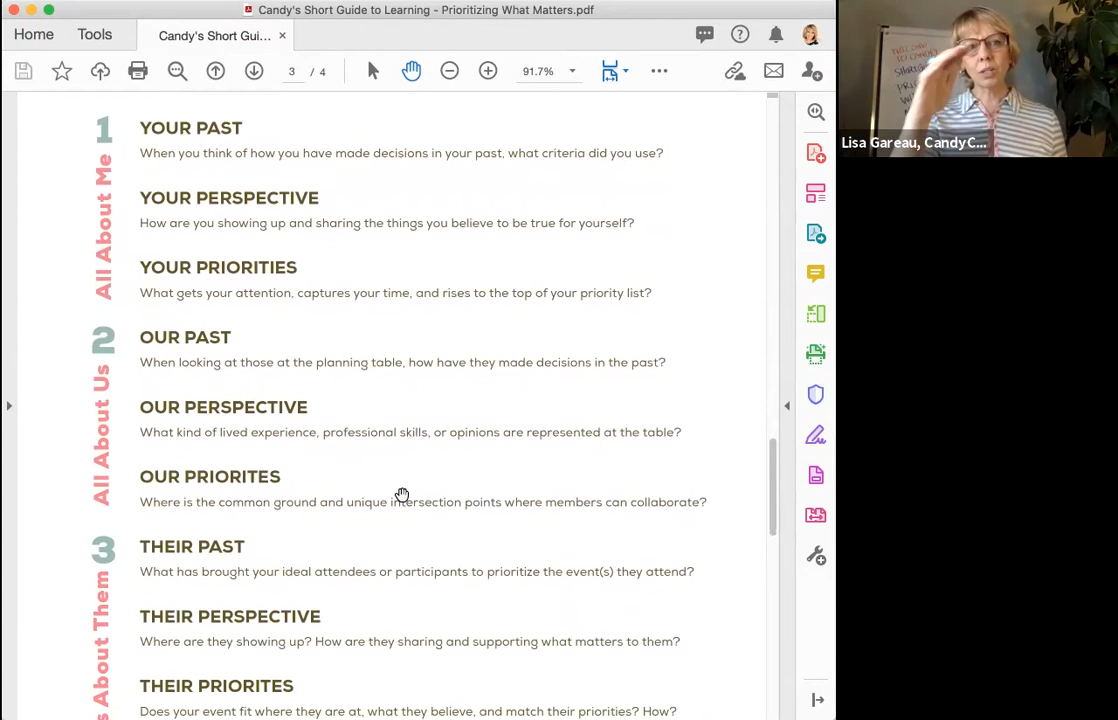 Candy's Short Guide to Learning - Prioritizing What Matters.pdf
Home
Tools
Candy's Short Gui... ×
3 / 4
91.7%
Lisa Gareau, CandyC...
1
All About Me
YOUR PAST
When you think of how you have made decisions in your past, what criteria did you use?
YOUR PERSPECTIVE
How are you showing up and sharing the things you believe to be true for yourself?
YOUR PRIORITIES
What gets your attention, captures your time, and rises to the top of your priority list?
2
All About Us
OUR PAST
When looking at those at the planning table, how have they made decisions in the past?
OUR PERSPECTIVE
What kind of lived experience, professional skills, or opinions are represented at the table?
OUR PRIORITES
Where is the common ground and unique intersection points where members can collaborate?
3
s About Them
THEIR PAST
What has brought your ideal attendees or participants to prioritize the event(s) they attend?
THEIR PERSPECTIVE
Where are they showing up? How are they sharing and supporting what matters to them?
THEIR PRIORITES
Does your event fit where they are at, what they believe, and match their priorities? How?